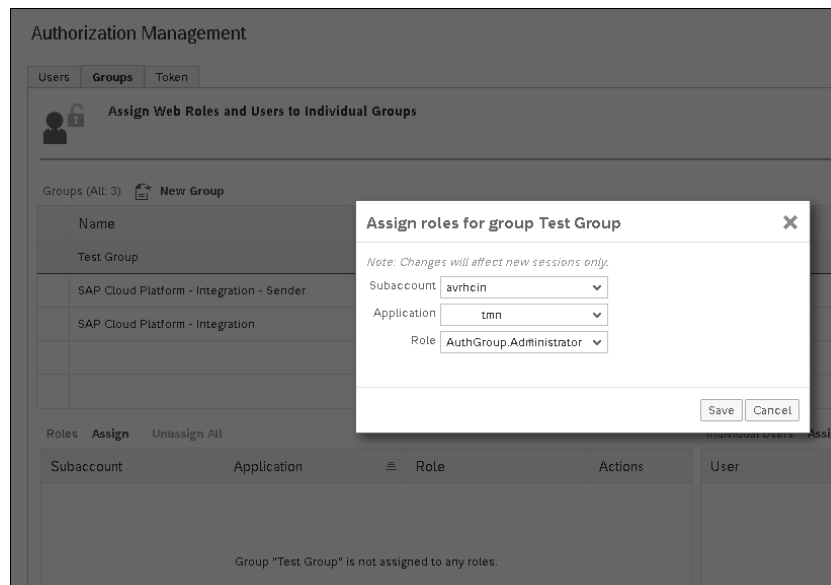 Authorization Management
Users Groups Token
Assign Web Roles and Users to Individual Groups
Groups (All: 3) New Group
Name
Test Group
SAP Cloud Platform - Integration - Sender
SAP Cloud Platform - Integration
Assign roles for group Test Group
Note: Changes will affect new sessions only.
Subaccount avrhcin
Application tmn
Role AuthGroup.Administrator
Save Cancel
Roles Assign Unassign All
Individual Users
Subaccount Application Role Actions User
Group "Test Group" is not assigned to any roles.